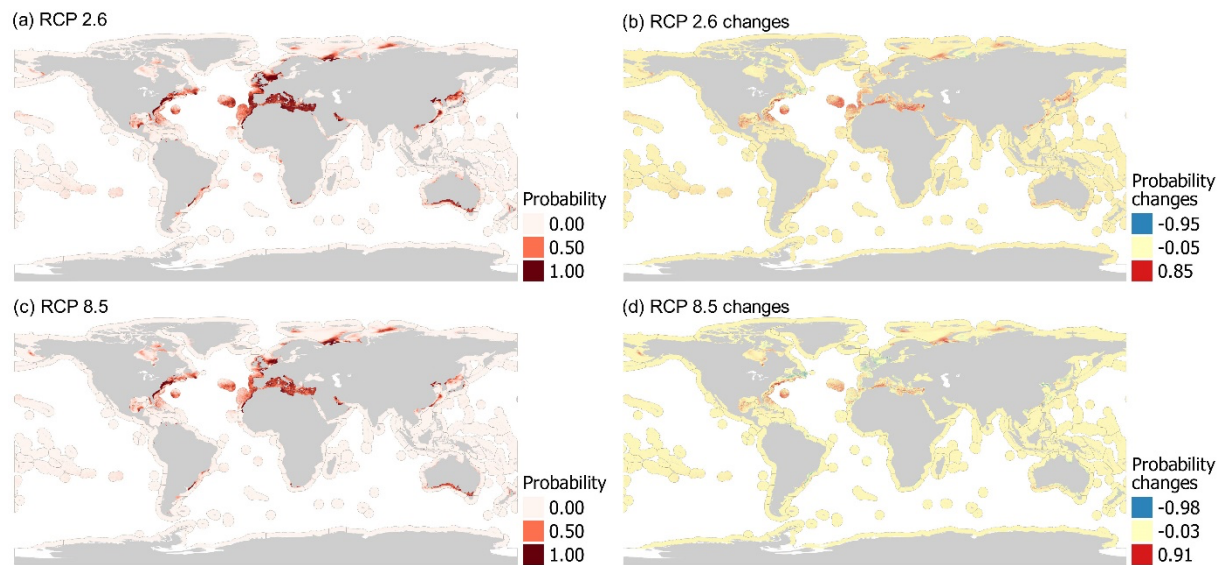 (a) RCP 2.6
(b) RCP 2.6 changes
Probability
0.00
0.50
1.00
Probability
changes
-0.95
-0.05
0.85
(c) RCP 8.5
(d) RCP 8.5 changes
Probability
0.00
0.50
1.00
Probability
changes
-0.98
-0.03
0.91